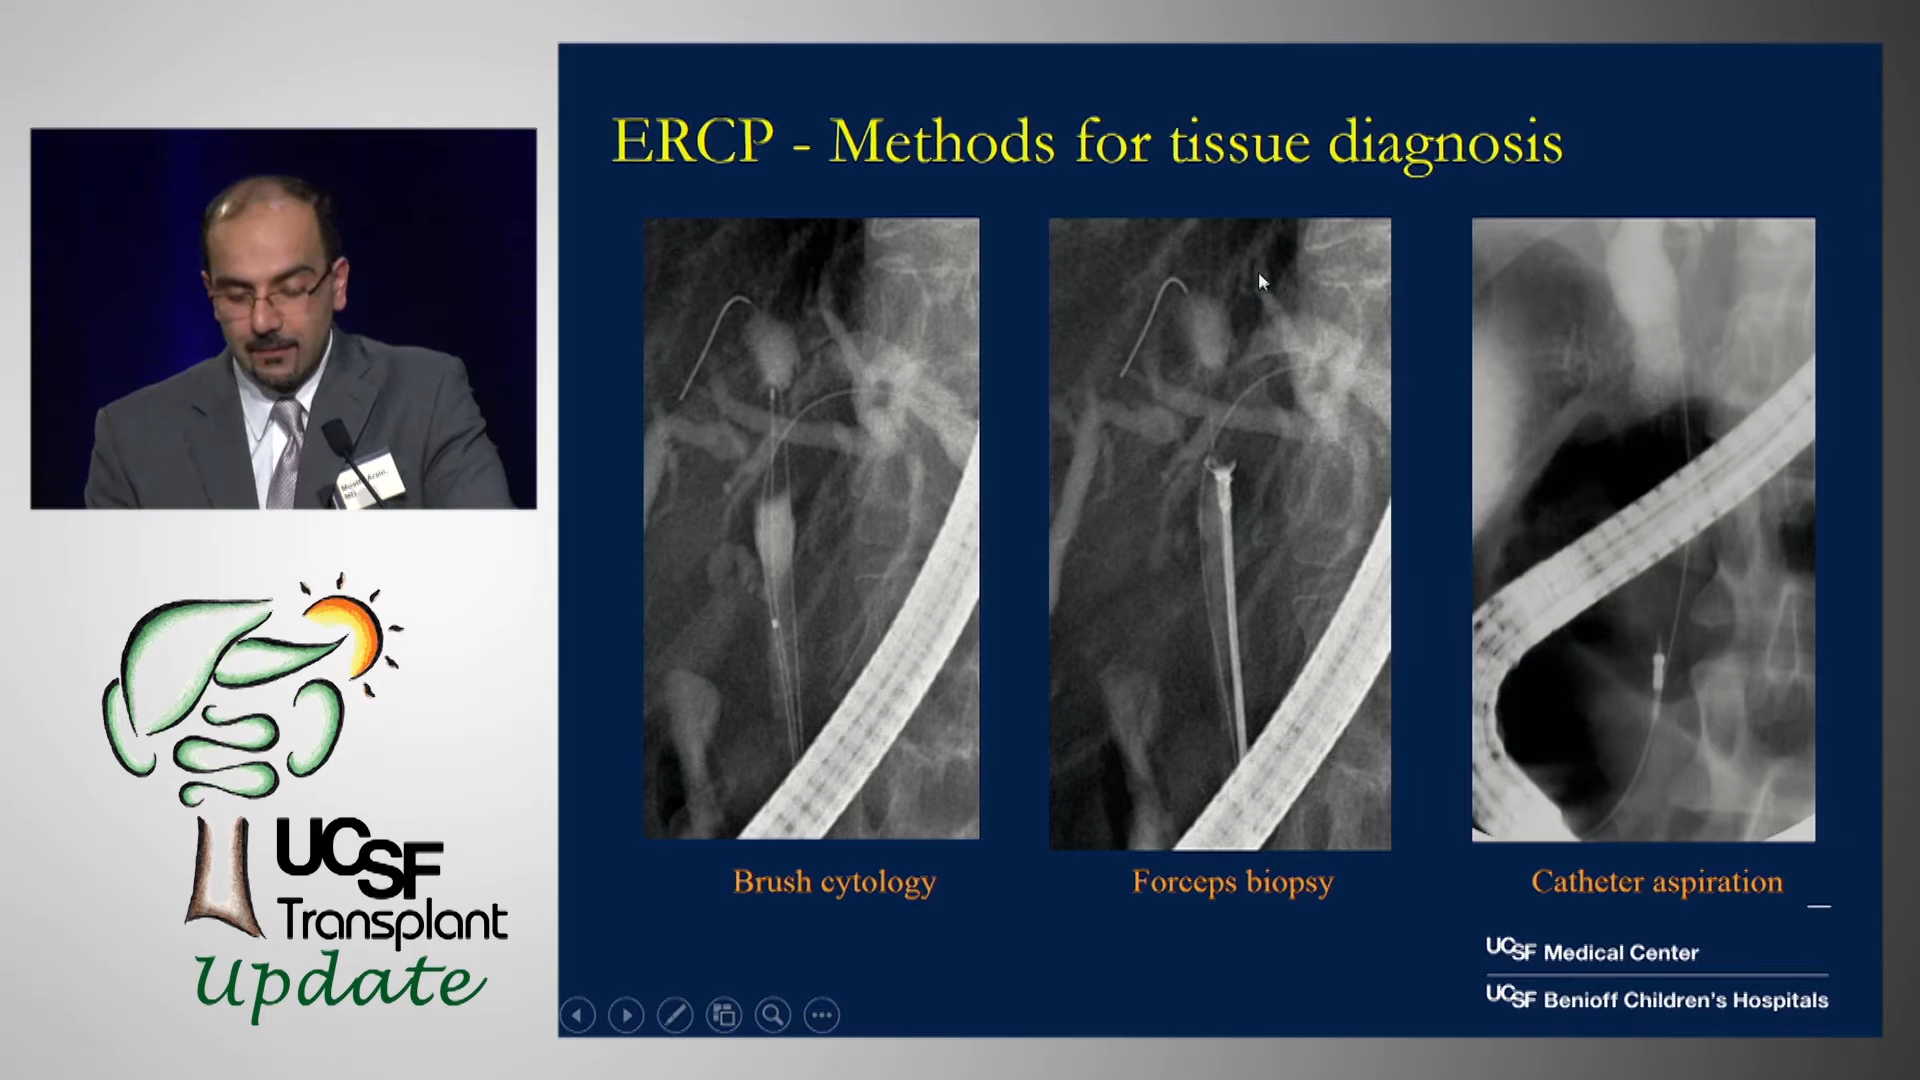 ERCP - Methods for tissue diagnosis
Brush cytology
Forceps biopsy
Catheter aspiration
UCSF Medical Center
UCSF Benioff Children's Hospitals
MD
UCSF
Transplant
Update